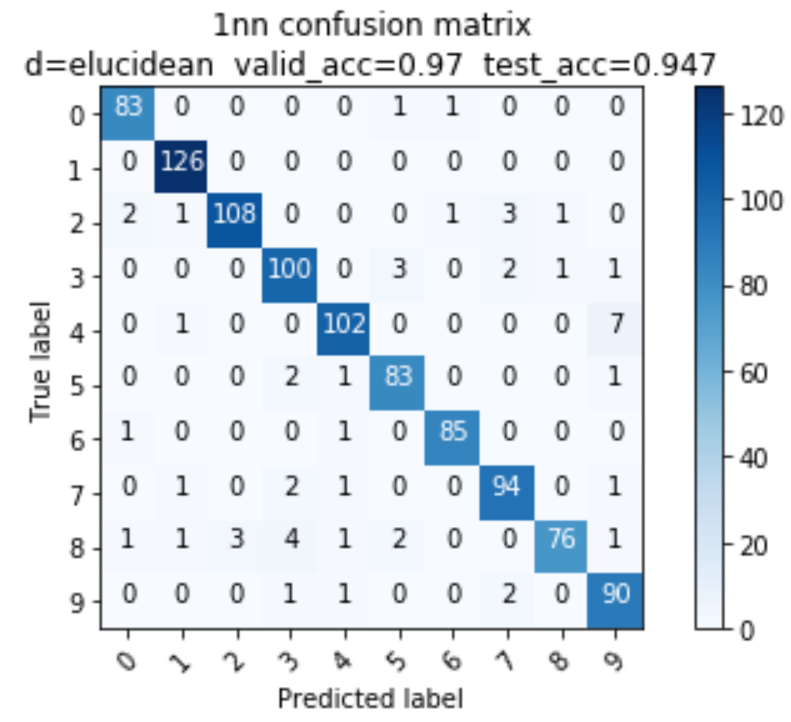 1nn confusion matrix
d=elucidean valid_acc=0.97 test_acc=0.947
0 83 0 0 0 0 1 1 0 0 0
1 0 126 0 0 0 0 0 0 0 0
2 2 1 108 0 0 0 1 3 1 0
3 0 0 0 100 0 3 0 2 1 1
4 0 1 0 0 102 0 0 0 0 7
5 0 0 0 2 1 83 0 0 0 1
6 1 0 0 0 1 0 85 0 0 0
7 0 1 0 2 1 0 0 94 0 1
8 1 1 3 4 1 2 0 0 76 1
9 0 0 0 1 1 0 0 2 0 90
0 1 2 3 4 5 6 7 8 9
Predicted label
True label
120
100
80
60
40
20
0